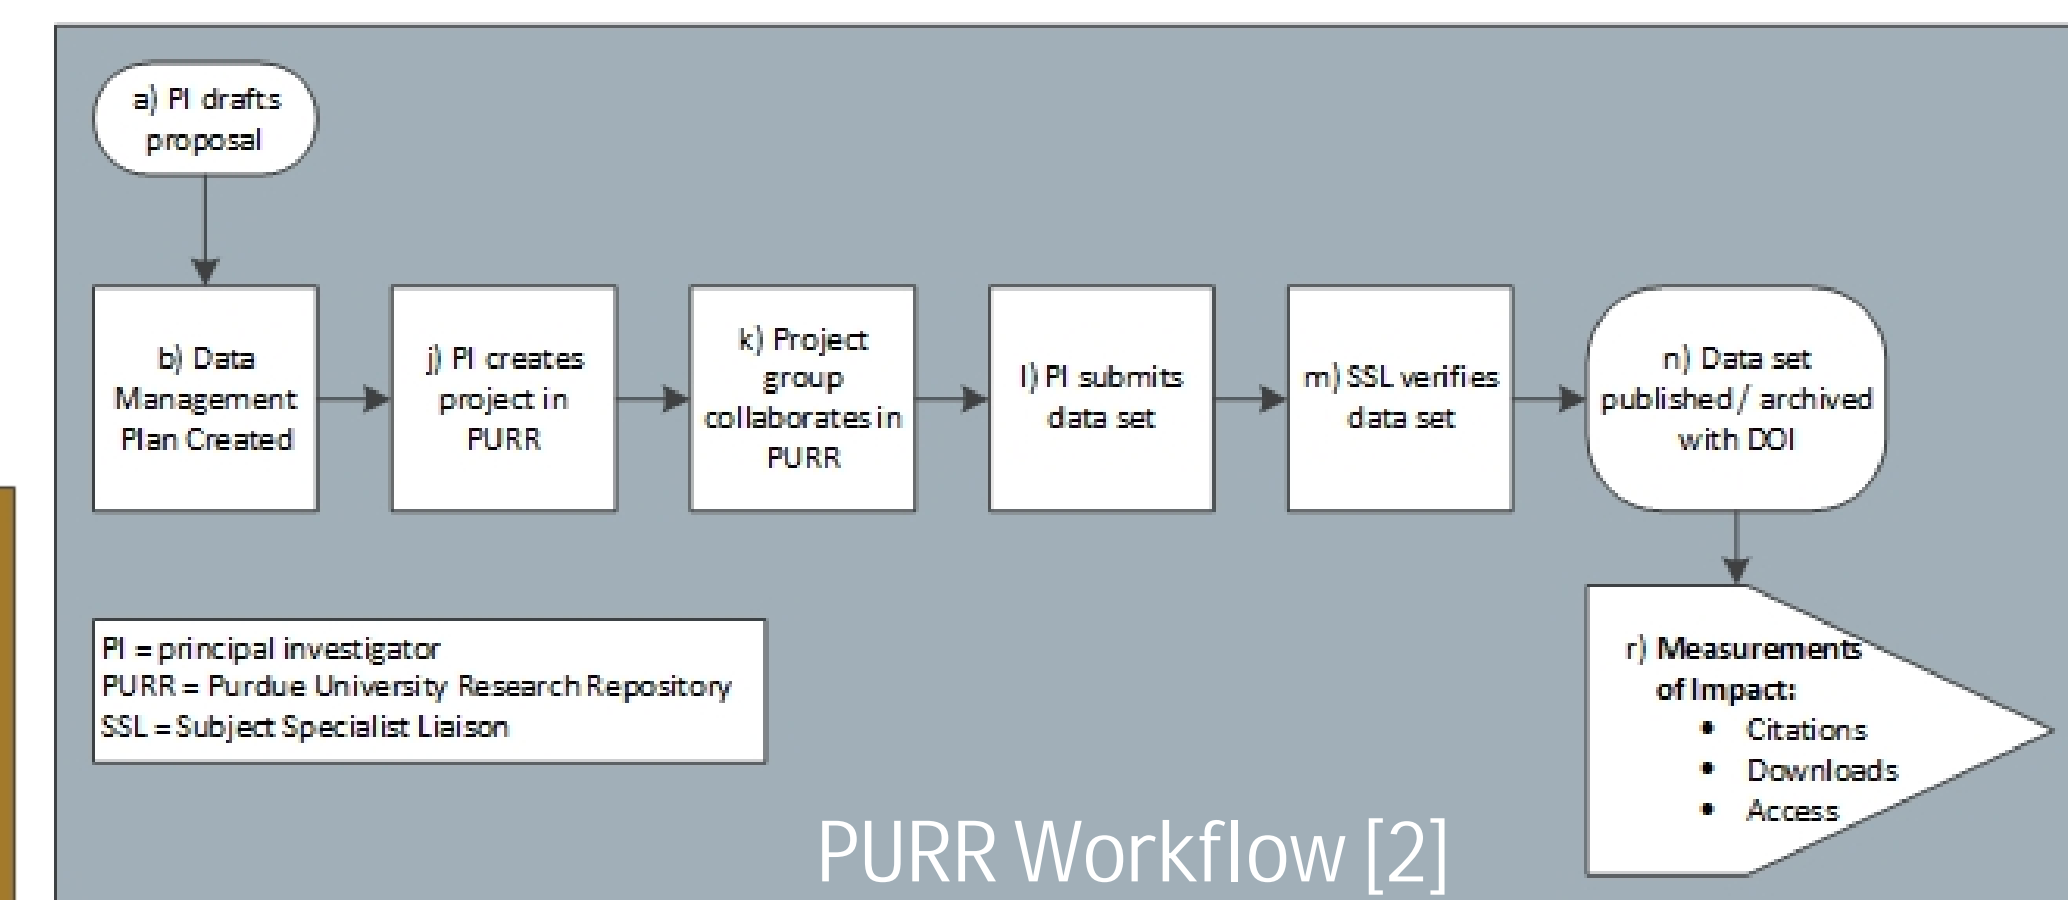 a) PI drafts
proposal
b) Data
Management
Plan Created
j) PI creates
project in
PURR
k) Project
group
collaborates in
PURR
l) PI submits
data set
m) SSL verifies
data set
n) Data set
published/ archived
with DOI
PI = principal investigator
PURR = Purdue University Research Repository
SSL = Subject Specialist Liaison
r) Measurements
of Impact:
• Citations
• Downloads
• Access
PURR Workflow [2]